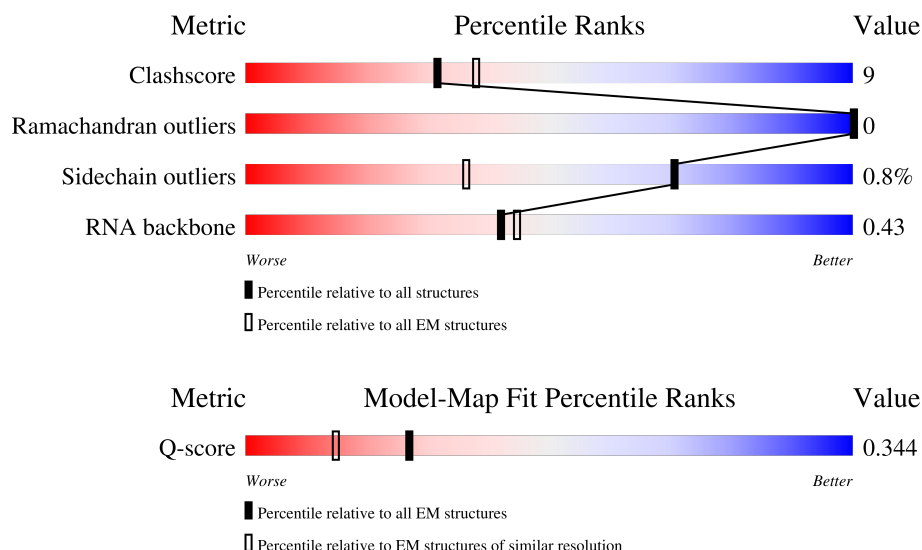 Metric Percentile Ranks Value
Clashscore 9
Ramachandran outliers 0
Sidechain outliers 0.8%
RNA backbone 0.43
Worse Better
Percentile relative to all structures
Percentile relative to all EM structures
Metric Model-Map Fit Percentile Ranks Value
Q-score 0.344
Worse Better
Percentile relative to all EM structures
Percentile relative to EM structures of similar resolution